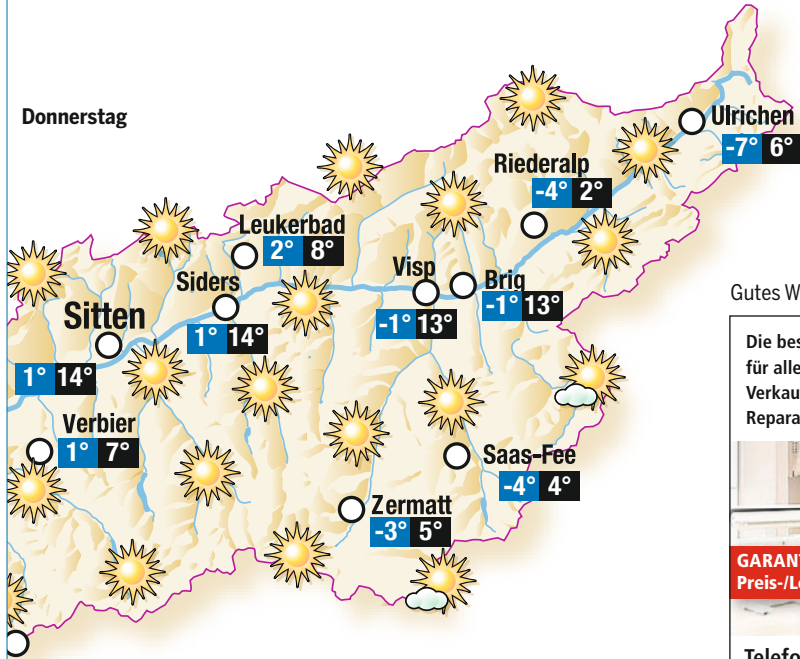 Donnerstag
Ulrichen
-7° 6°
Riederalp
-4° 2°
Leukerbad
2° 8°
Visp
-1° 13°
Brig
-1° 13°
Siders
1° 14°
Sitten
1° 14°
Verbier
1° 7°
Saas-Fee
-4° 4°
Zermatt
-3° 5°
Gutes W
Die bes
für alle
Verkau
Repara
GARANT
Preis-/L
Telefo